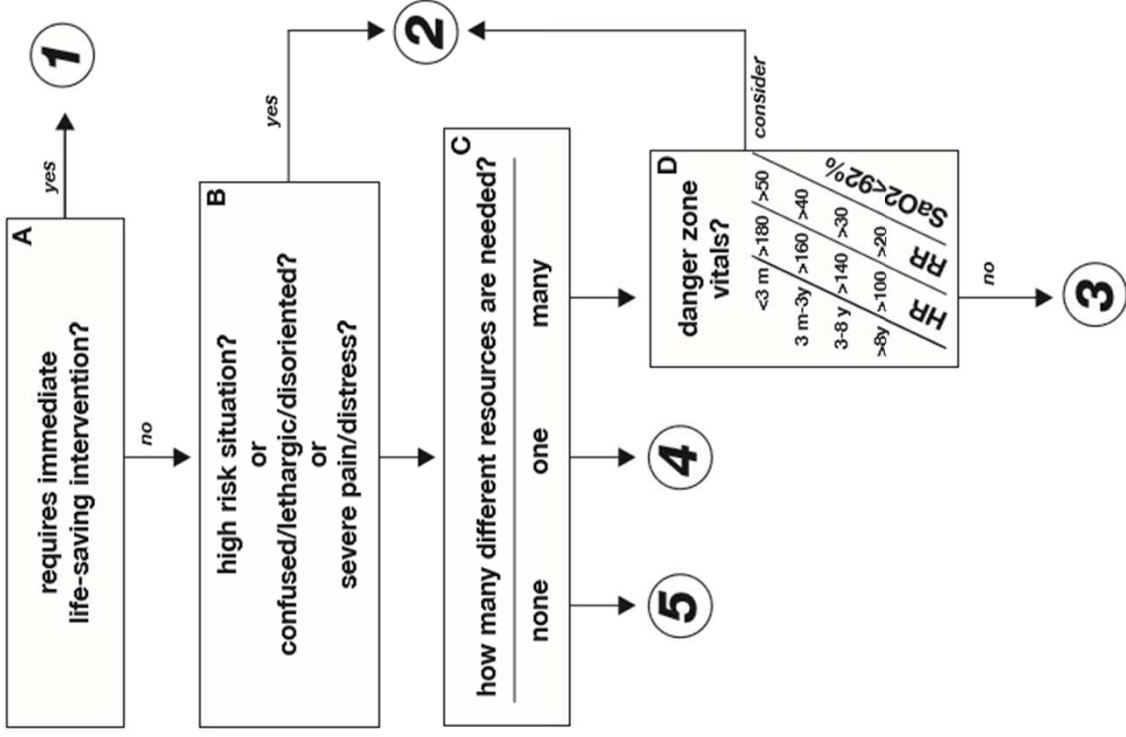 A
requires immediate
life-saving intervention?
yes
1
no
B
high risk situation?
or
confused/lethargic/disoriented?
or
severe pain/distress?
yes
2
C
how many different resources are needed?
none one many
5
4
D
danger zone
vitals?
<3 m >180 >50
3 m-3y >160 >40
3-8 y >140 >30
>8y >100 >20
HR RR SaO2<92%
consider
no
3